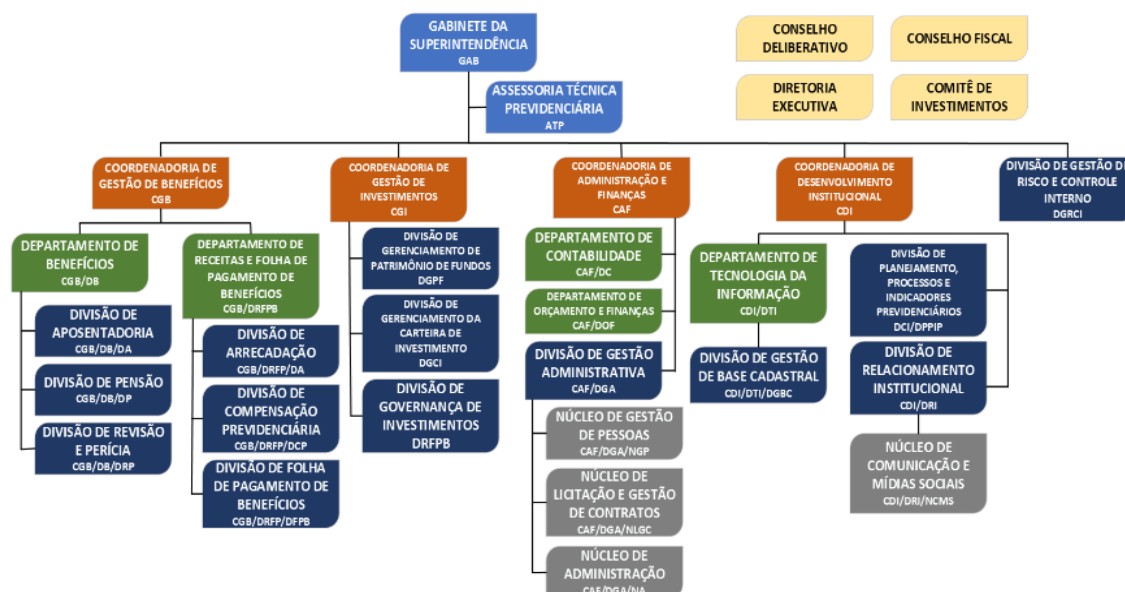 GABINETE DA
SUPERINTENDÊNCIA
GAB
CONSELHO
DELIBERATIVO
CONSELHO FISCAL
DIRETORIA
EXECUTIVA
COMITÊ DE
INVESTIMENTOS
ASSESSORIA TÉCNICA
PREVIDENCIÁRIA
ATP
COORDENADORIA DE
GESTÃO DE BENEFÍCIOS
CGB
COORDENADORIA DE
GESTÃO DE
INVESTIMENTOS
CGI
COORDENADORIA DE
ADMINISTRAÇÃO E
FINANÇAS
CAF
COORDENADORIA DE
DESENVOLVIMENTO
INSTITUCIONAL
CDI
DIVISÃO DE GESTÃO DE
RISCO E CONTROLE
INTERNO
DGRCI
DEPARTAMENTO DE
BENEFÍCIOS
CGB/DB
DIVISÃO DE
APOSENTADORIA
CGB/DB/DA
DIVISÃO DE PENSÃO
CGB/DB/DP
DIVISÃO DE REVISÃO
E PERÍCIA
CGB/DB/DRP
DEPARTAMENTO DE
RECEITAS E FOLHA DE
PAGAMENTO DE
BENEFÍCIOS
CGB/DRFPB
DIVISÃO DE
ARRECADAÇÃO
CGB/DRFP/DA
DIVISÃO DE
COMPENSAÇÃO
PREVIDENCIÁRIA
CGB/DRFP/DCP
DIVISÃO DE FOLHA
DE PAGAMENTO DE
BENEFÍCIOS
CGB/DRFP/DFPB
DIVISÃO DE
GERENCIAMENTO DE
PATRIMÔNIO DE FUNDOS
DGPF
DIVISÃO DE
GERENCIAMENTO DA
CARTEIRA DE
INVESTIMENTO
DGCI
DIVISÃO DE
GOVERNANÇA DE
INVESTIMENTOS
DRFPB
DEPARTAMENTO DE
CONTABILIDADE
CAF/DC
DEPARTAMENTO DE
ORÇAMENTO E FINANÇAS
CAF/DOF
DIVISÃO DE GESTÃO
ADMINISTRATIVA
CAF/DGA
NÚCLEO DE GESTÃO
DE PESSOAS
CAF/DGA/NGP
NÚCLEO DE
LICITAÇÃO E GESTÃO
DE CONTRATOS
CAF/DGA/NLGC
NÚCLEO DE
ADMINISTRAÇÃO
CAF/DGA/NA
DEPARTAMENTO DE
TECNOLOGIA DA
INFORMAÇÃO
CDI/DTI
DIVISÃO DE GESTÃO
DE BASE CADASTRAL
CDI/DTI/DGBC
DIVISÃO DE
PLANEJAMENTO,
PROCESSOS E
INDICADORES
PREVIDENCIÁRIOS
DCI/DPPIP
DIVISÃO DE
RELACIONAMENTO
INSTITUCIONAL
CDI/DRI
NÚCLEO DE
COMUNICAÇÃO E
MÍDIAS SOCIAIS
CDI/DRI/NCMS